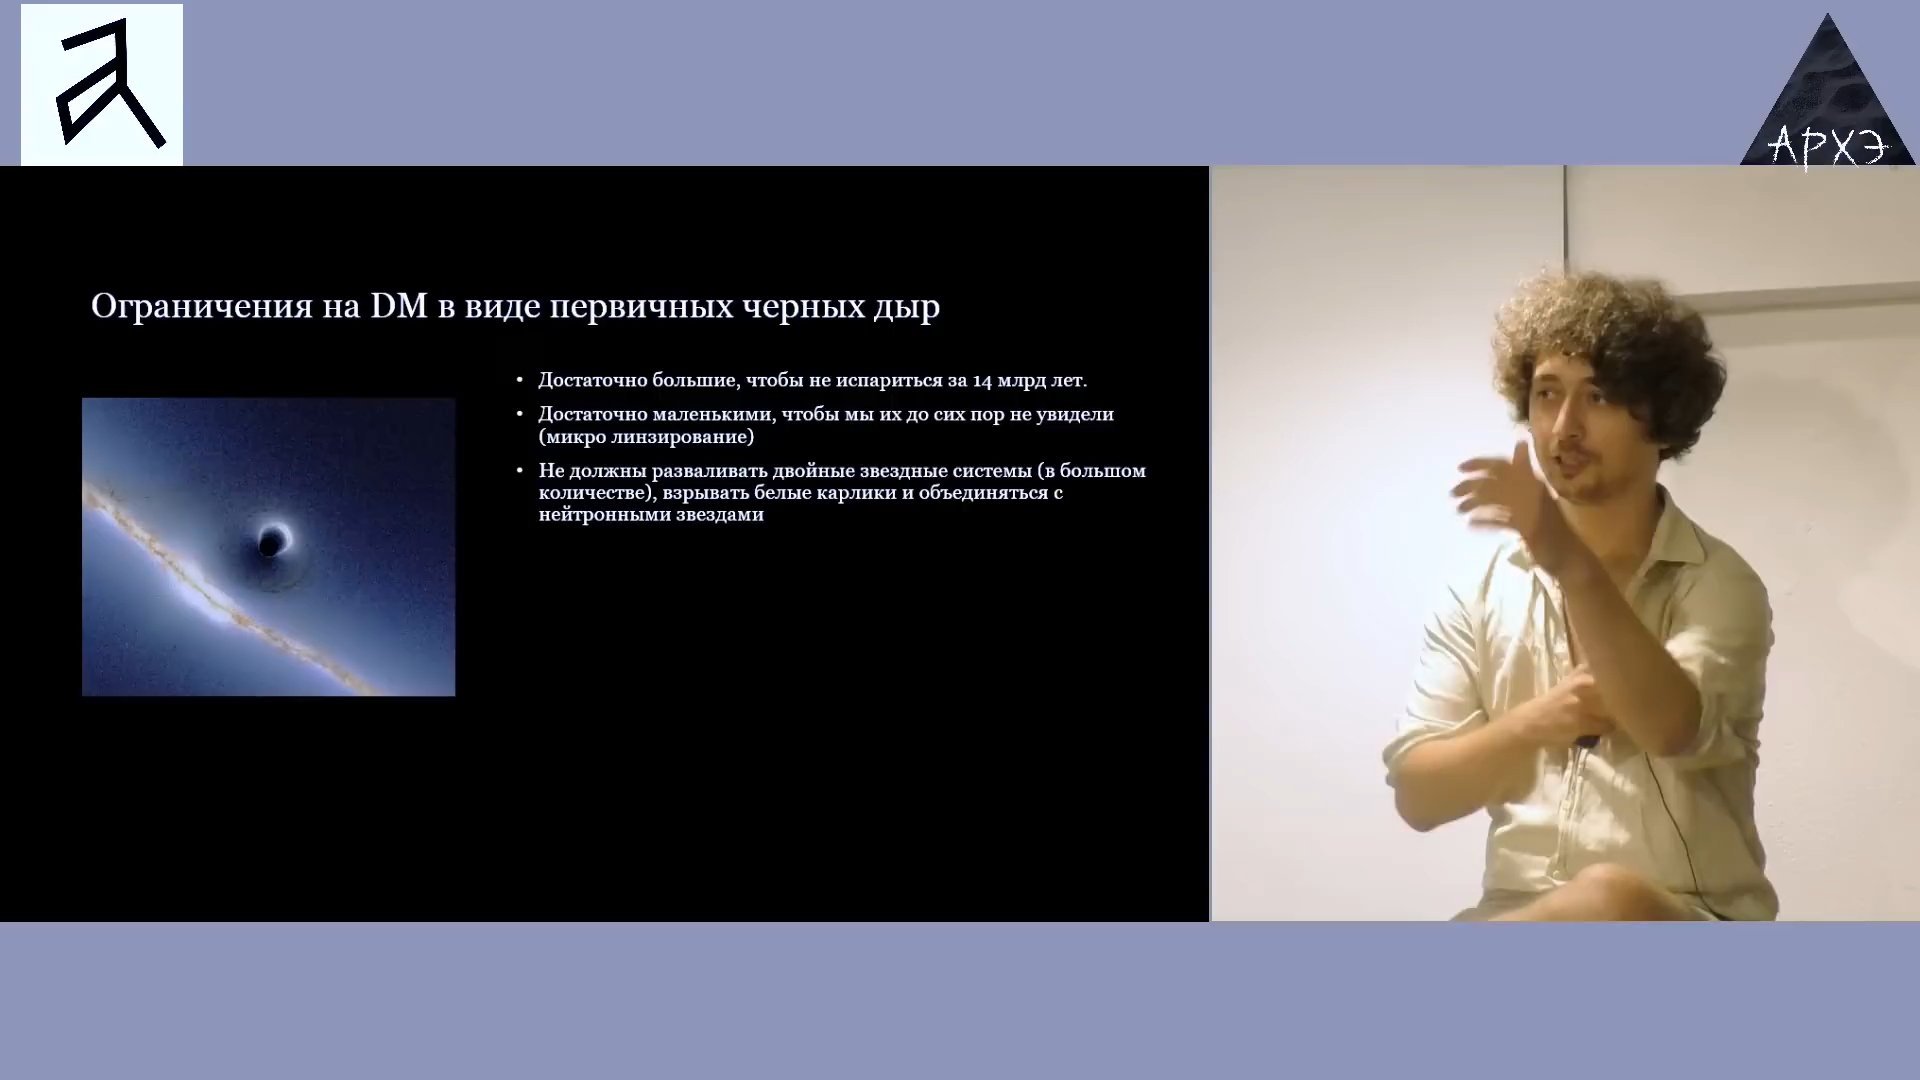 АРХЭ
Ограничения на DM в виде первичных черных дыр
• Достаточно большие, чтобы не испариться за 14 млрд лет.
• Достаточно маленькими, чтобы мы их до сих пор не увидели
(микро линзирование)
• Не должны разваливать двойные звездные системы (в большом
количестве), взрывать белые карлики и объединяться с
нейтронными звездами